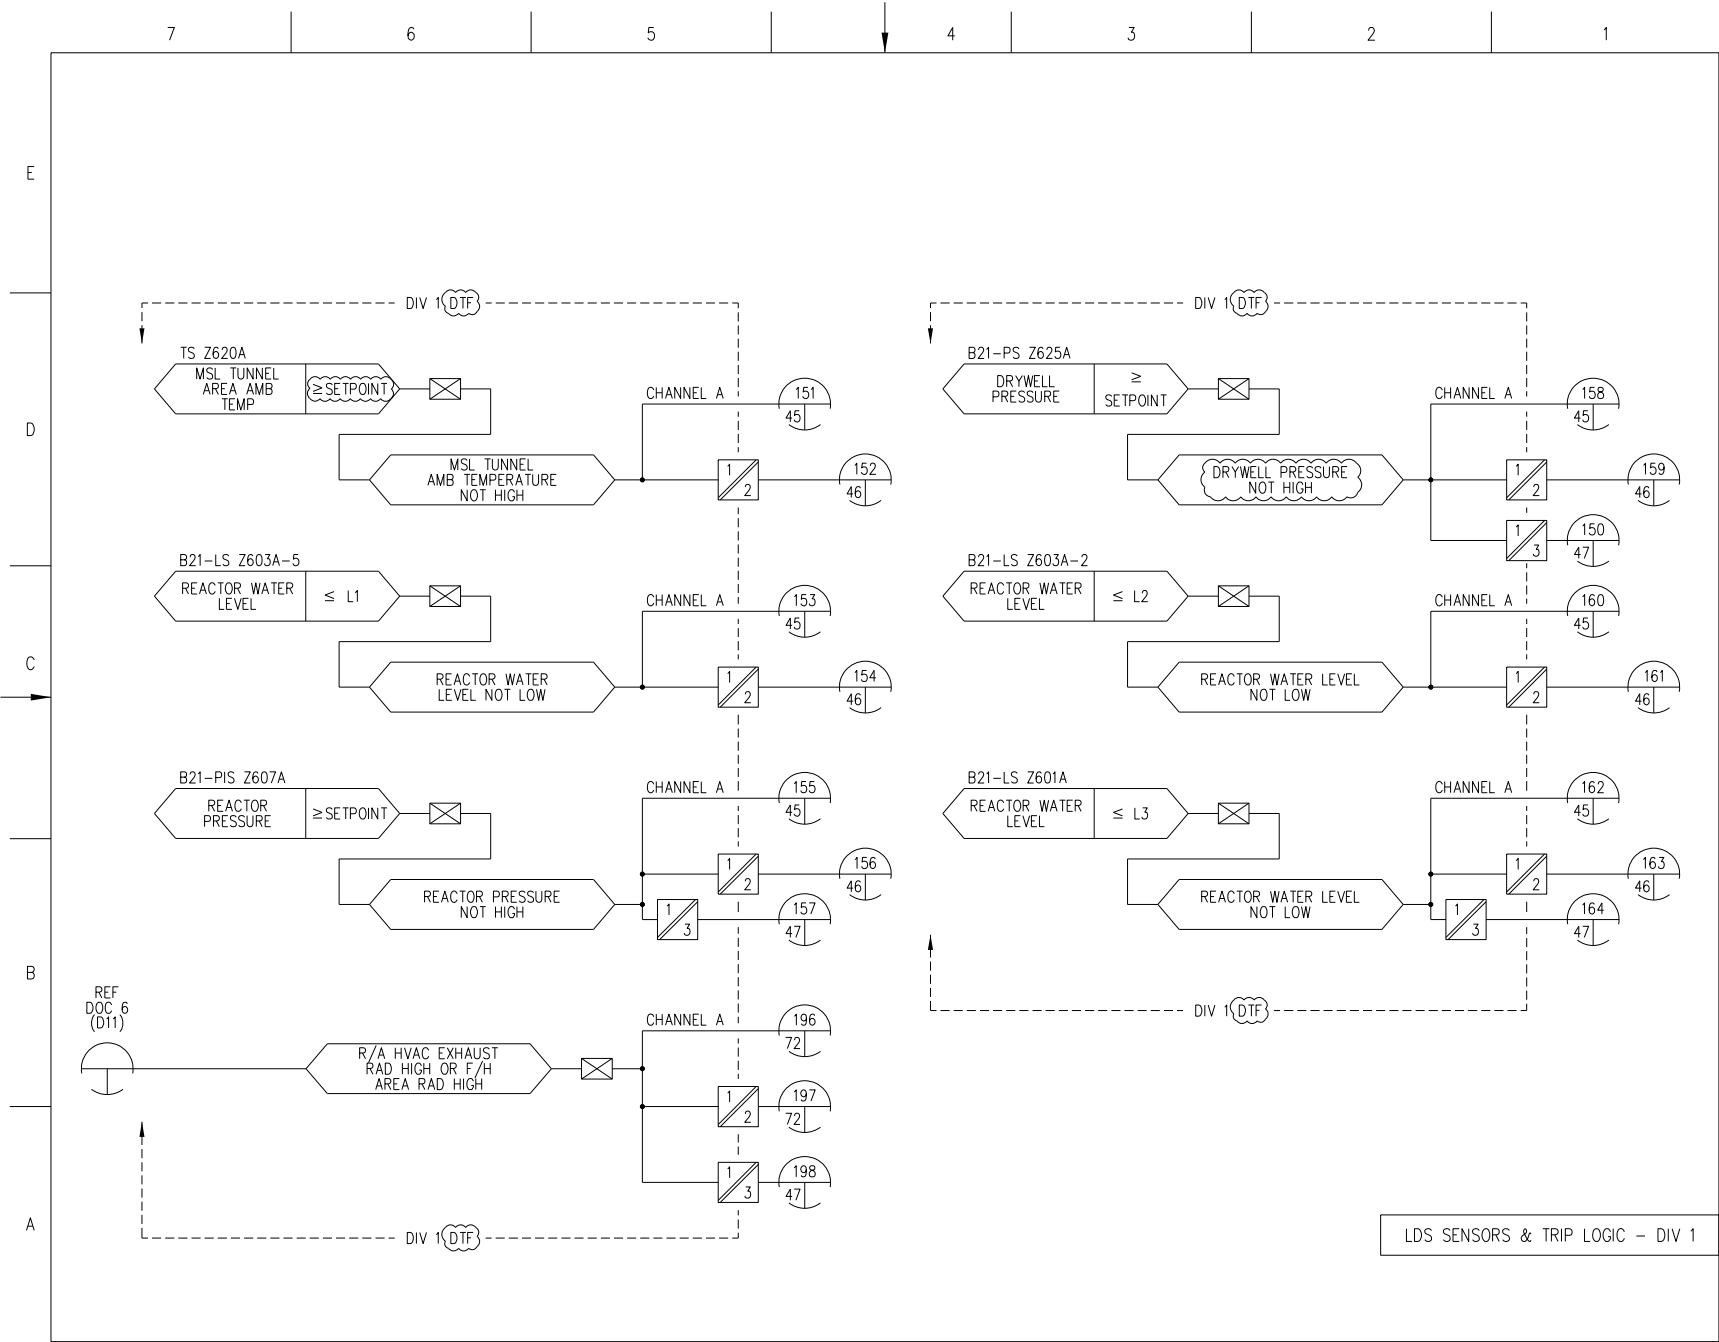 7 6 5 4 3 2 1
E
D
C
B
A
DIV 1 DTF
TS Z620A
MSL TUNNEL
AREA AMB
TEMP
≥ SETPOINT
MSL TUNNEL
AMB TEMPERATURE
NOT HIGH
CHANNEL A
151
45
1
2
152
46
B21-LS Z603A-5
REACTOR WATER
LEVEL
≤ L1
REACTOR WATER
LEVEL NOT LOW
CHANNEL A
153
45
1
2
154
46
B21-PIS Z607A
REACTOR
PRESSURE
≥ SETPOINT
REACTOR PRESSURE
NOT HIGH
CHANNEL A
155
45
1
2
156
46
1
3
157
47
REF
DOC 6
(D11)
R/A HVAC EXHAUST
RAD HIGH OR F/H
AREA RAD HIGH
CHANNEL A
196
72
1
2
197
72
1
3
198
47
DIV 1 DTF
DIV 1 DTF
B21-PS Z625A
DRYWELL
PRESSURE
≥
SETPOINT
DRYWELL PRESSURE
NOT HIGH
CHANNEL A
158
45
1
2
159
46
1
3
150
47
B21-LS Z603A-2
REACTOR WATER
LEVEL
≤ L2
REACTOR WATER LEVEL
NOT LOW
CHANNEL A
160
45
1
2
161
46
B21-LS Z601A
REACTOR WATER
LEVEL
≤ L3
REACTOR WATER LEVEL
NOT LOW
CHANNEL A
162
45
1
2
163
46
1
3
164
47
DIV 1 DTF
LDS SENSORS & TRIP LOGIC - DIV 1